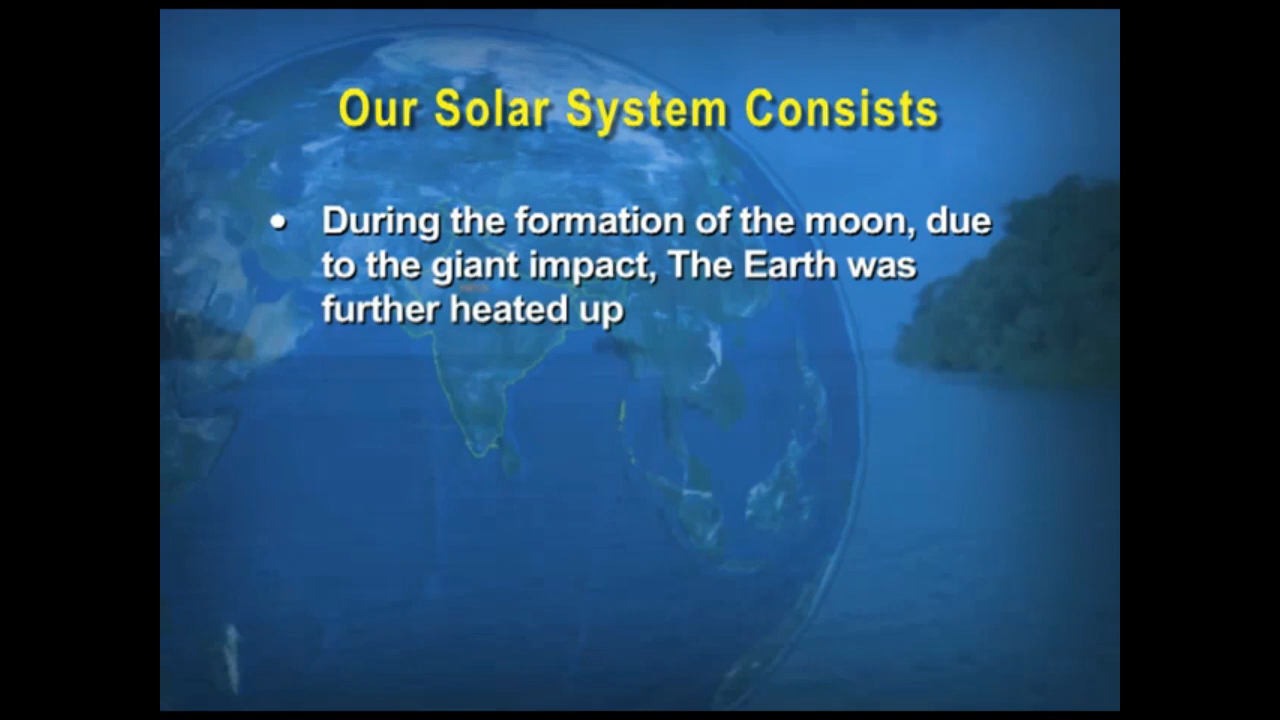 Our Solar System Consists
• During the formation of the moon, due
to the giant impact, The Earth was
further heated up